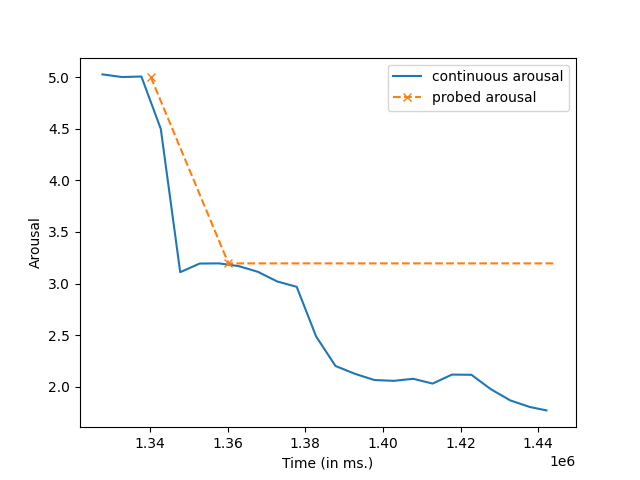 continuous arousal
probed arousal
5.0
4.5
4.0
3.5
3.0
2.5
2.0
Arousal
1.34 1.36 1.38 1.40 1.42 1.44
1e6
Time (in ms.)